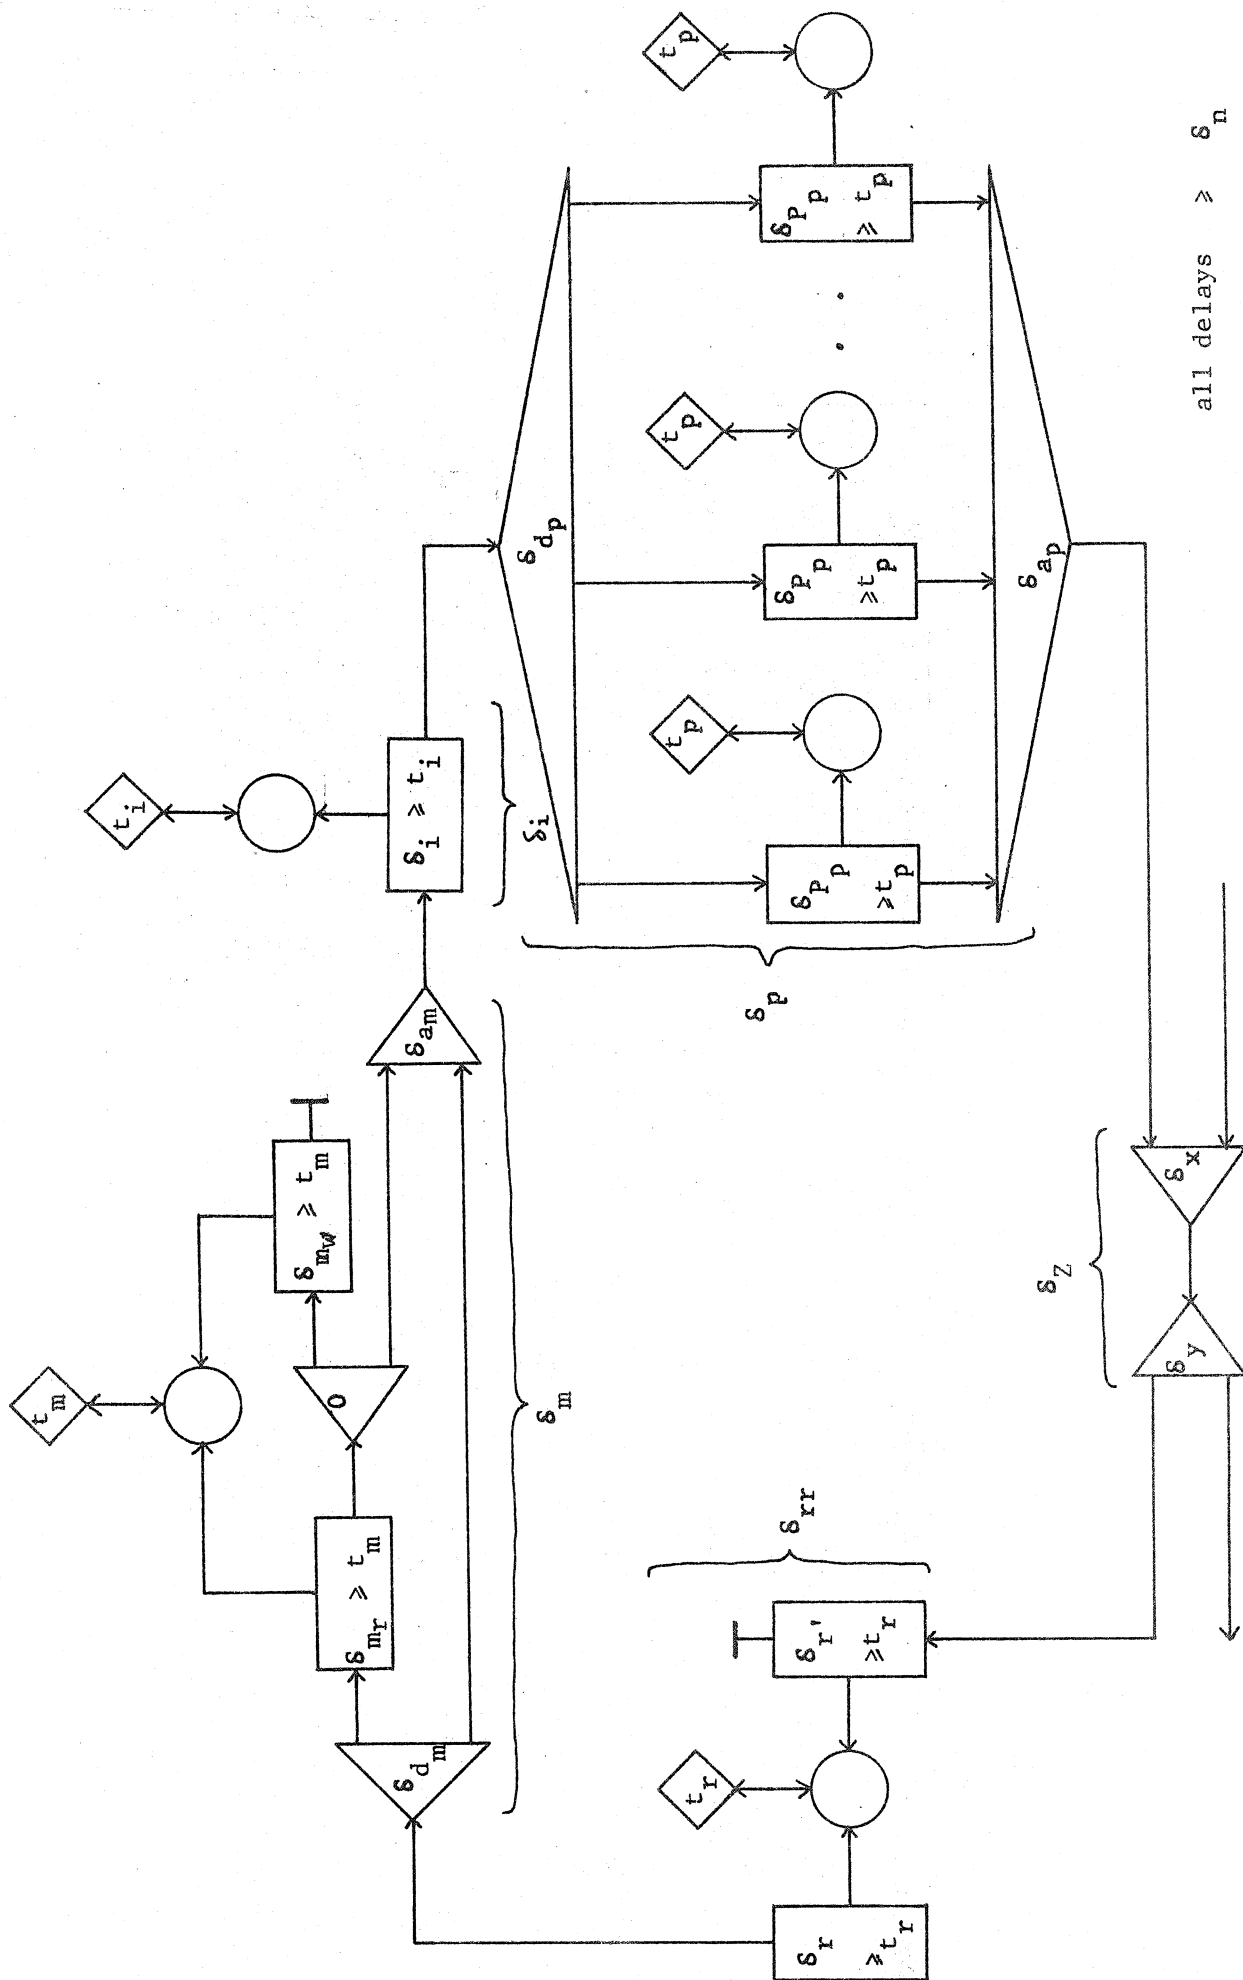 t_m
t_i
t_p
δ_{m_w} ≥ t_m
0
δ_{m_r} ≥ t_m
δ_{d_m}
δ_{a_m}
δ_m
δ_i ≥ t_i
δ_i
δ_{d_p}
t_p
t_p
δ_{p_p}
≥ t_p
δ_{p_p}
≥t_p
δ_{p_p}
≥t_p
. .
δ_{a_p}
δ_p
δ_r
≥t_r
t_r
δ_{r'}
≥t_r
δ_{rr}
δ_Z
δ_y
δ_x
all delays ≥ δ_n